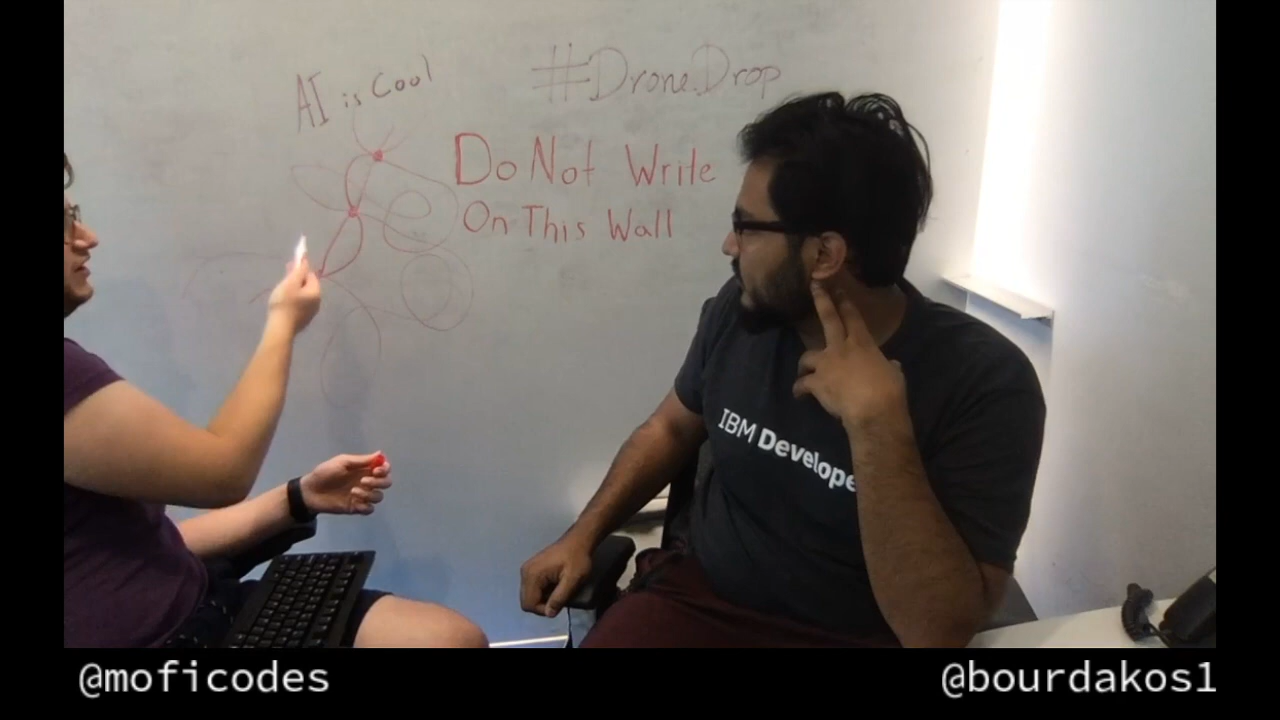 AI is Cool
#DroneDrop
Do Not Write
On This Wall
IBM Develope
@moficodes
@bourdakos1